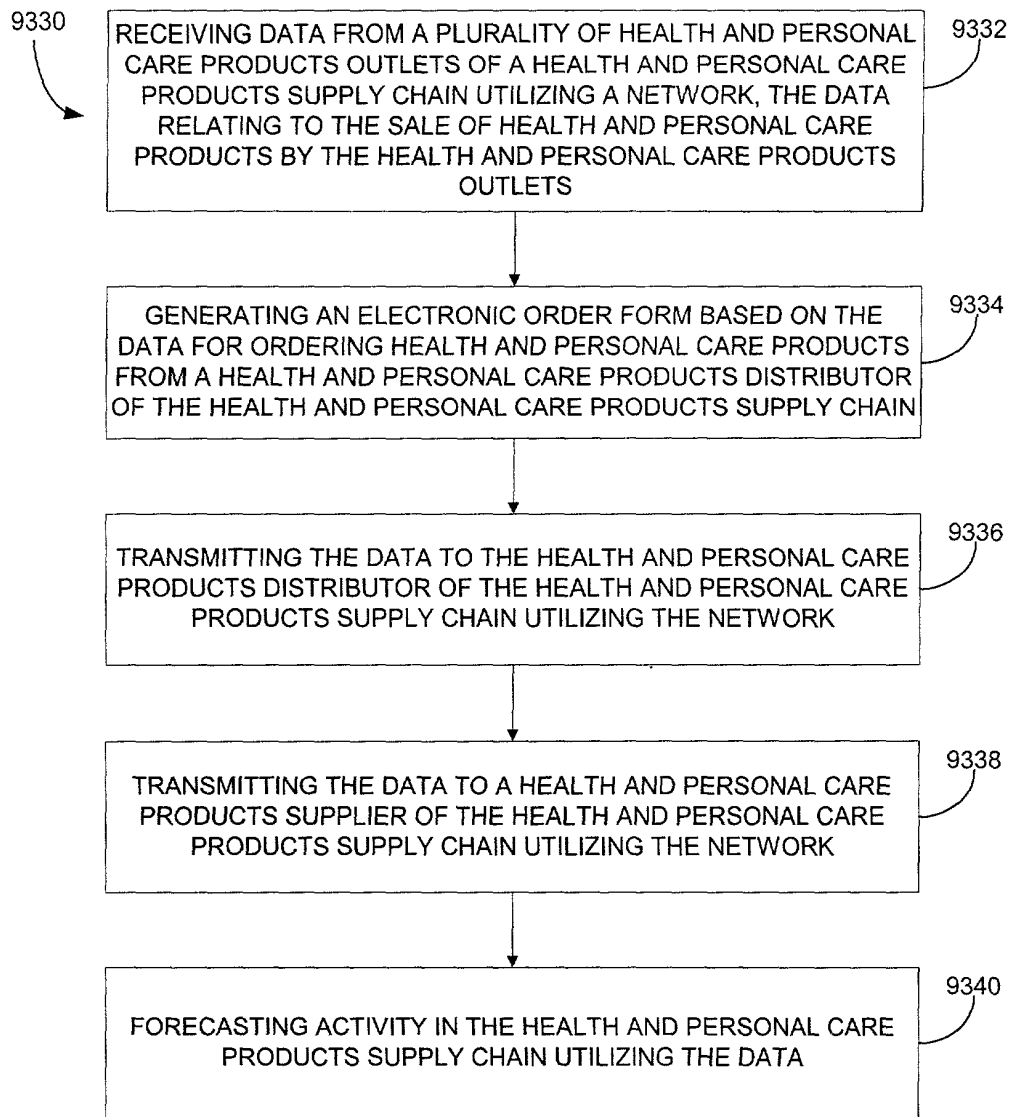 9330
RECEIVING DATA FROM A PLURALITY OF HEALTH AND PERSONAL
CARE PRODUCTS OUTLETS OF A HEALTH AND PERSONAL CARE
PRODUCTS SUPPLY CHAIN UTILIZING A NETWORK, THE DATA
RELATING TO THE SALE OF HEALTH AND PERSONAL CARE
PRODUCTS BY THE HEALTH AND PERSONAL CARE PRODUCTS
OUTLETS
9332
GENERATING AN ELECTRONIC ORDER FORM BASED ON THE
DATA FOR ORDERING HEALTH AND PERSONAL CARE PRODUCTS
FROM A HEALTH AND PERSONAL CARE PRODUCTS DISTRIBUTOR
OF THE HEALTH AND PERSONAL CARE PRODUCTS SUPPLY CHAIN
9334
TRANSMITTING THE DATA TO THE HEALTH AND PERSONAL CARE
PRODUCTS DISTRIBUTOR OF THE HEALTH AND PERSONAL CARE
PRODUCTS SUPPLY CHAIN UTILIZING THE NETWORK
9336
TRANSMITTING THE DATA TO A HEALTH AND PERSONAL CARE
PRODUCTS SUPPLIER OF THE HEALTH AND PERSONAL CARE
PRODUCTS SUPPLY CHAIN UTILIZING THE NETWORK
9338
FORECASTING ACTIVITY IN THE HEALTH AND PERSONAL CARE
PRODUCTS SUPPLY CHAIN UTILIZING THE DATA
9340